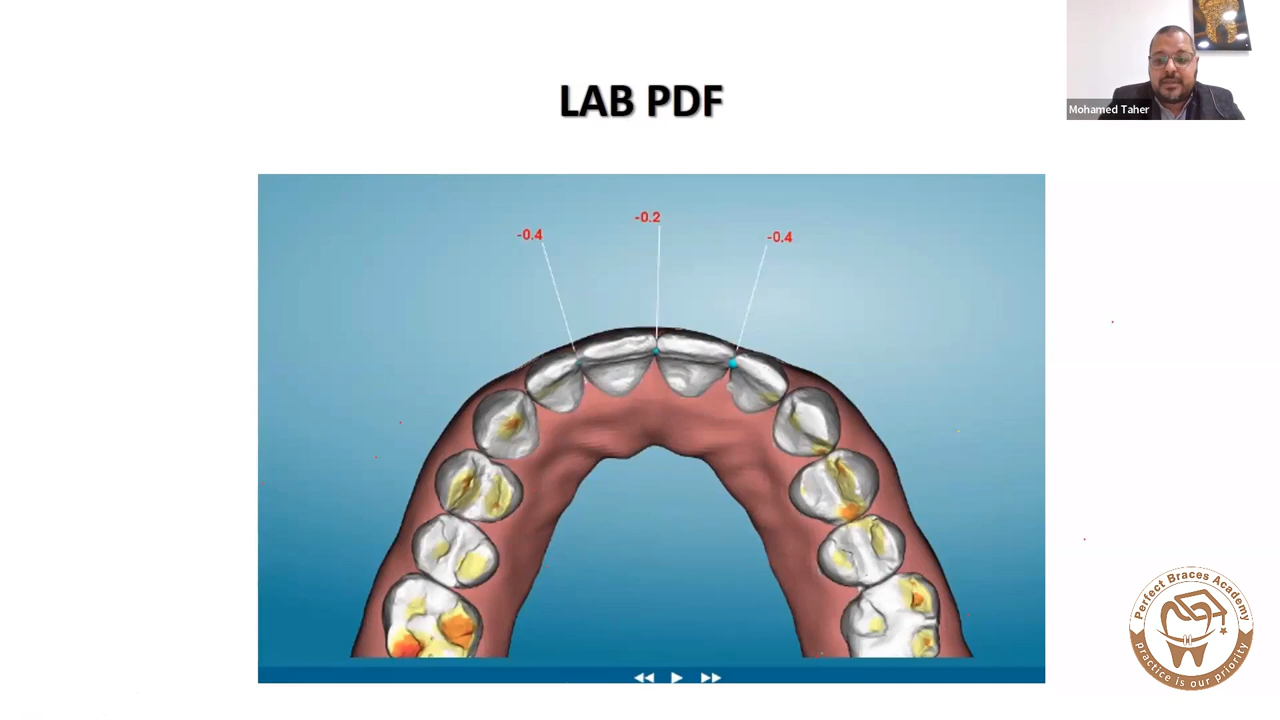 LAB PDF
Mohamed Taher
-0.4
-0.2
-0.4
Perfect Braces Academy
practice is our priority